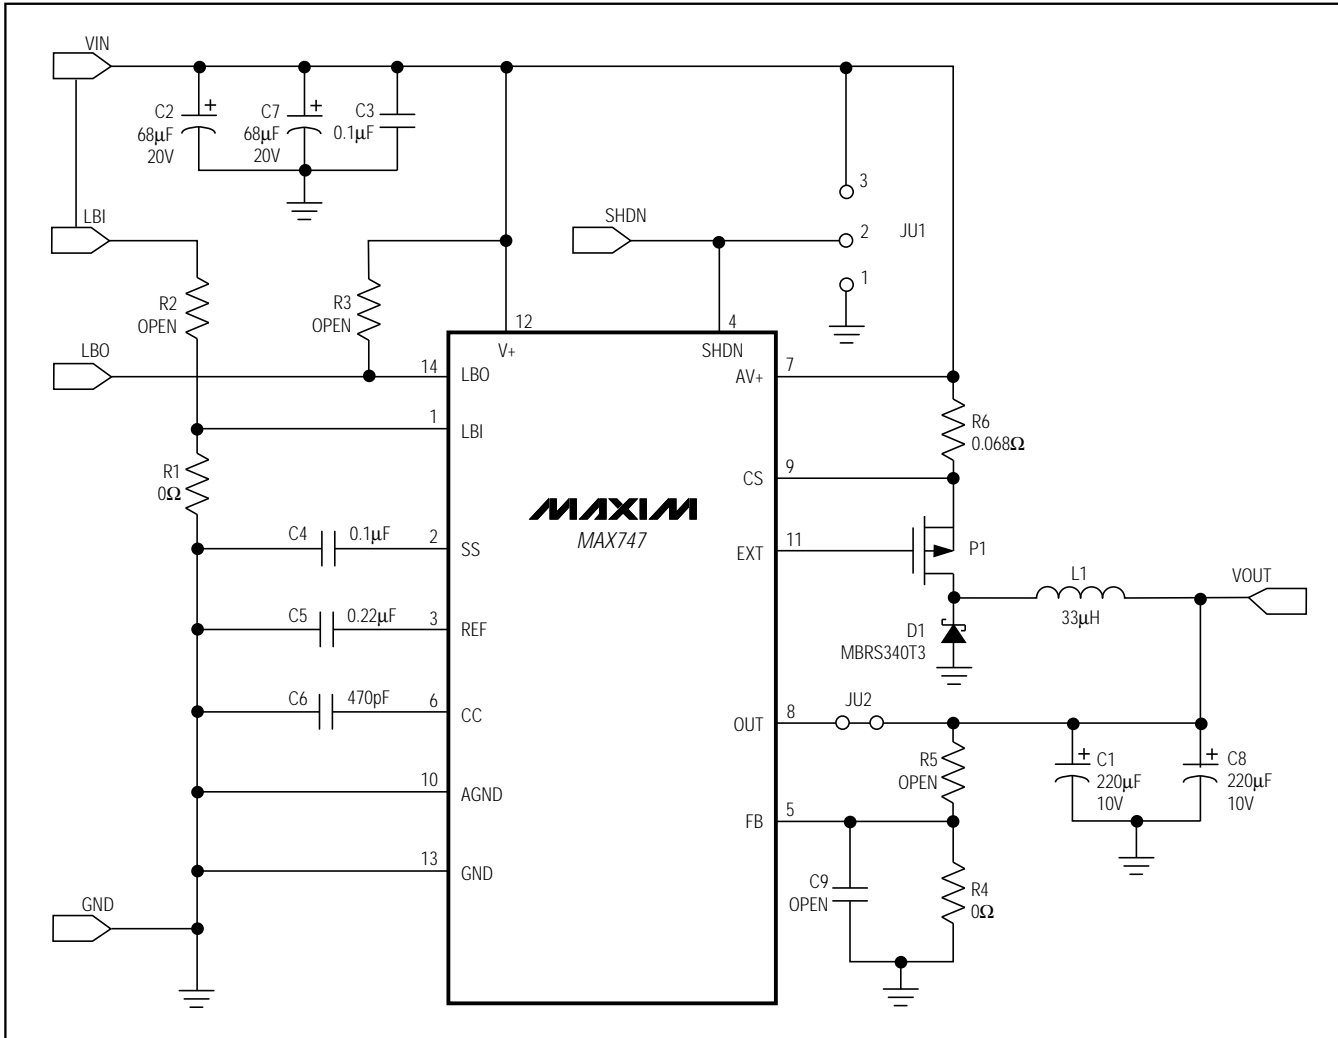 VIN
C2
68µF
20V
C7
68µF
20V
C3
0.1µF
3
LBI
SHDN
2
JU1
1
R2
OPEN
R3
OPEN
12
V+
4
SHDN
LBO
14
LBO
7
AV+
1
LBI
R6
0.068Ω
R1
0Ω
9
CS
MAXIM
MAX747
C4
0.1µF
2
SS
11
EXT
P1
L1
33µH
VOUT
C5
0.22µF
3
REF
D1
MBRS340T3
C6
470pF
6
CC
8
OUT
JU2
R5
OPEN
C1
220µF
10V
C8
220µF
10V
10
AGND
5
FB
13
GND
C9
OPEN
R4
0Ω
GND